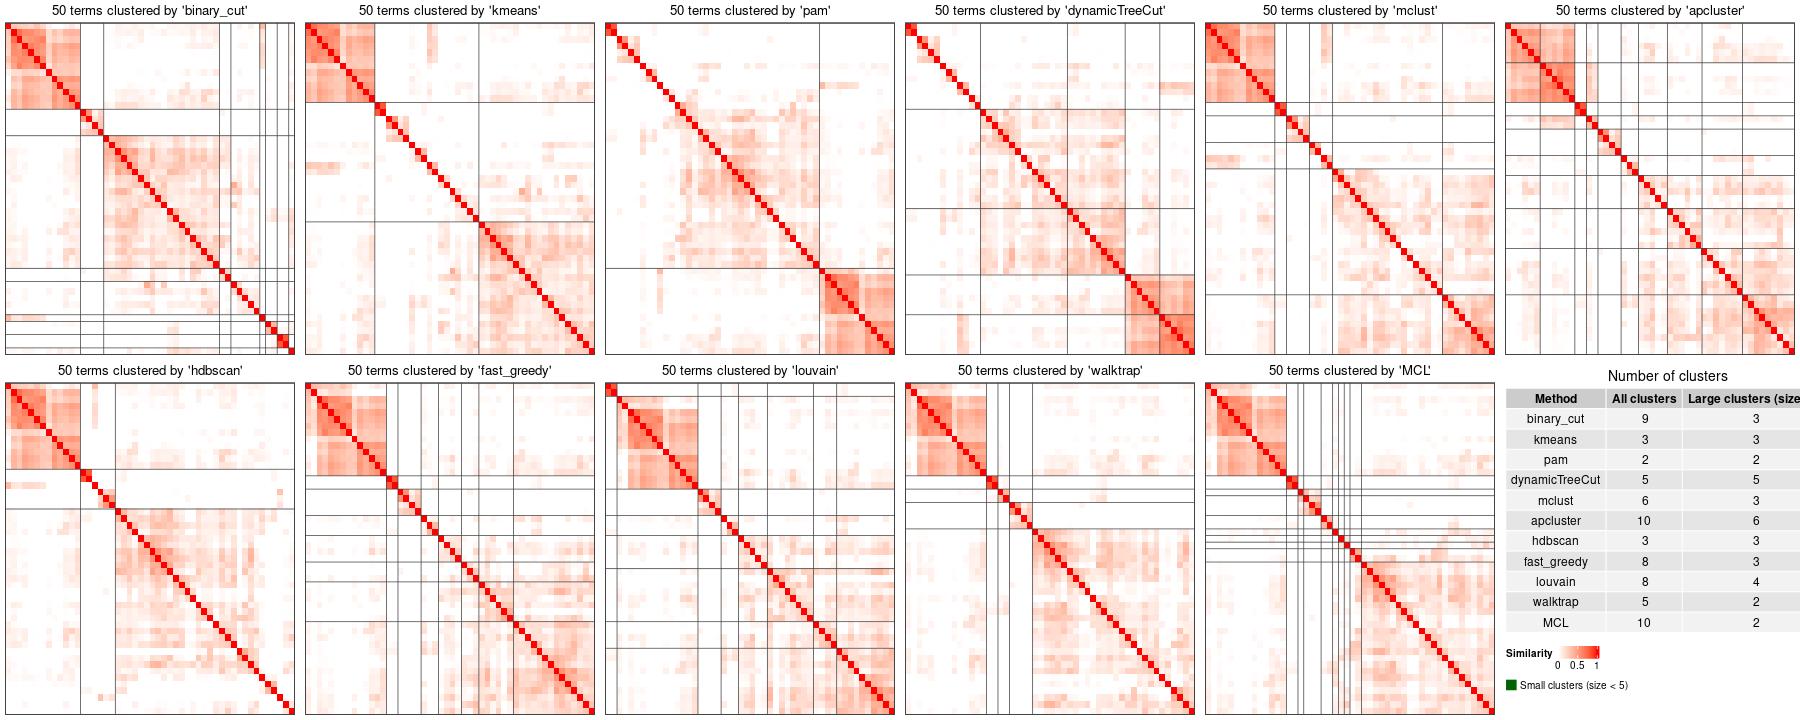 50 terms clustered by 'binary_cut'
50 terms clustered by 'kmeans'
50 terms clustered by 'pam'
50 terms clustered by 'dynamicTreeCut'
50 terms clustered by 'mclust'
50 terms clustered by 'apcluster'
50 terms clustered by 'hdbscan'
50 terms clustered by 'fast_greedy'
50 terms clustered by 'louvain'
50 terms clustered by 'walktrap'
50 terms clustered by 'MCL'
Number of clusters
Method All clusters Large clusters (size
binary_cut 9 3
kmeans 3 3
pam 2 2
dynamicTreeCut 5 5
mclust 6 3
apcluster 10 6
hdbscan 3 3
fast_greedy 8 3
louvain 8 4
walktrap 5 2
MCL 10 2
Similarity
0 0.5 1
Small clusters (size < 5)